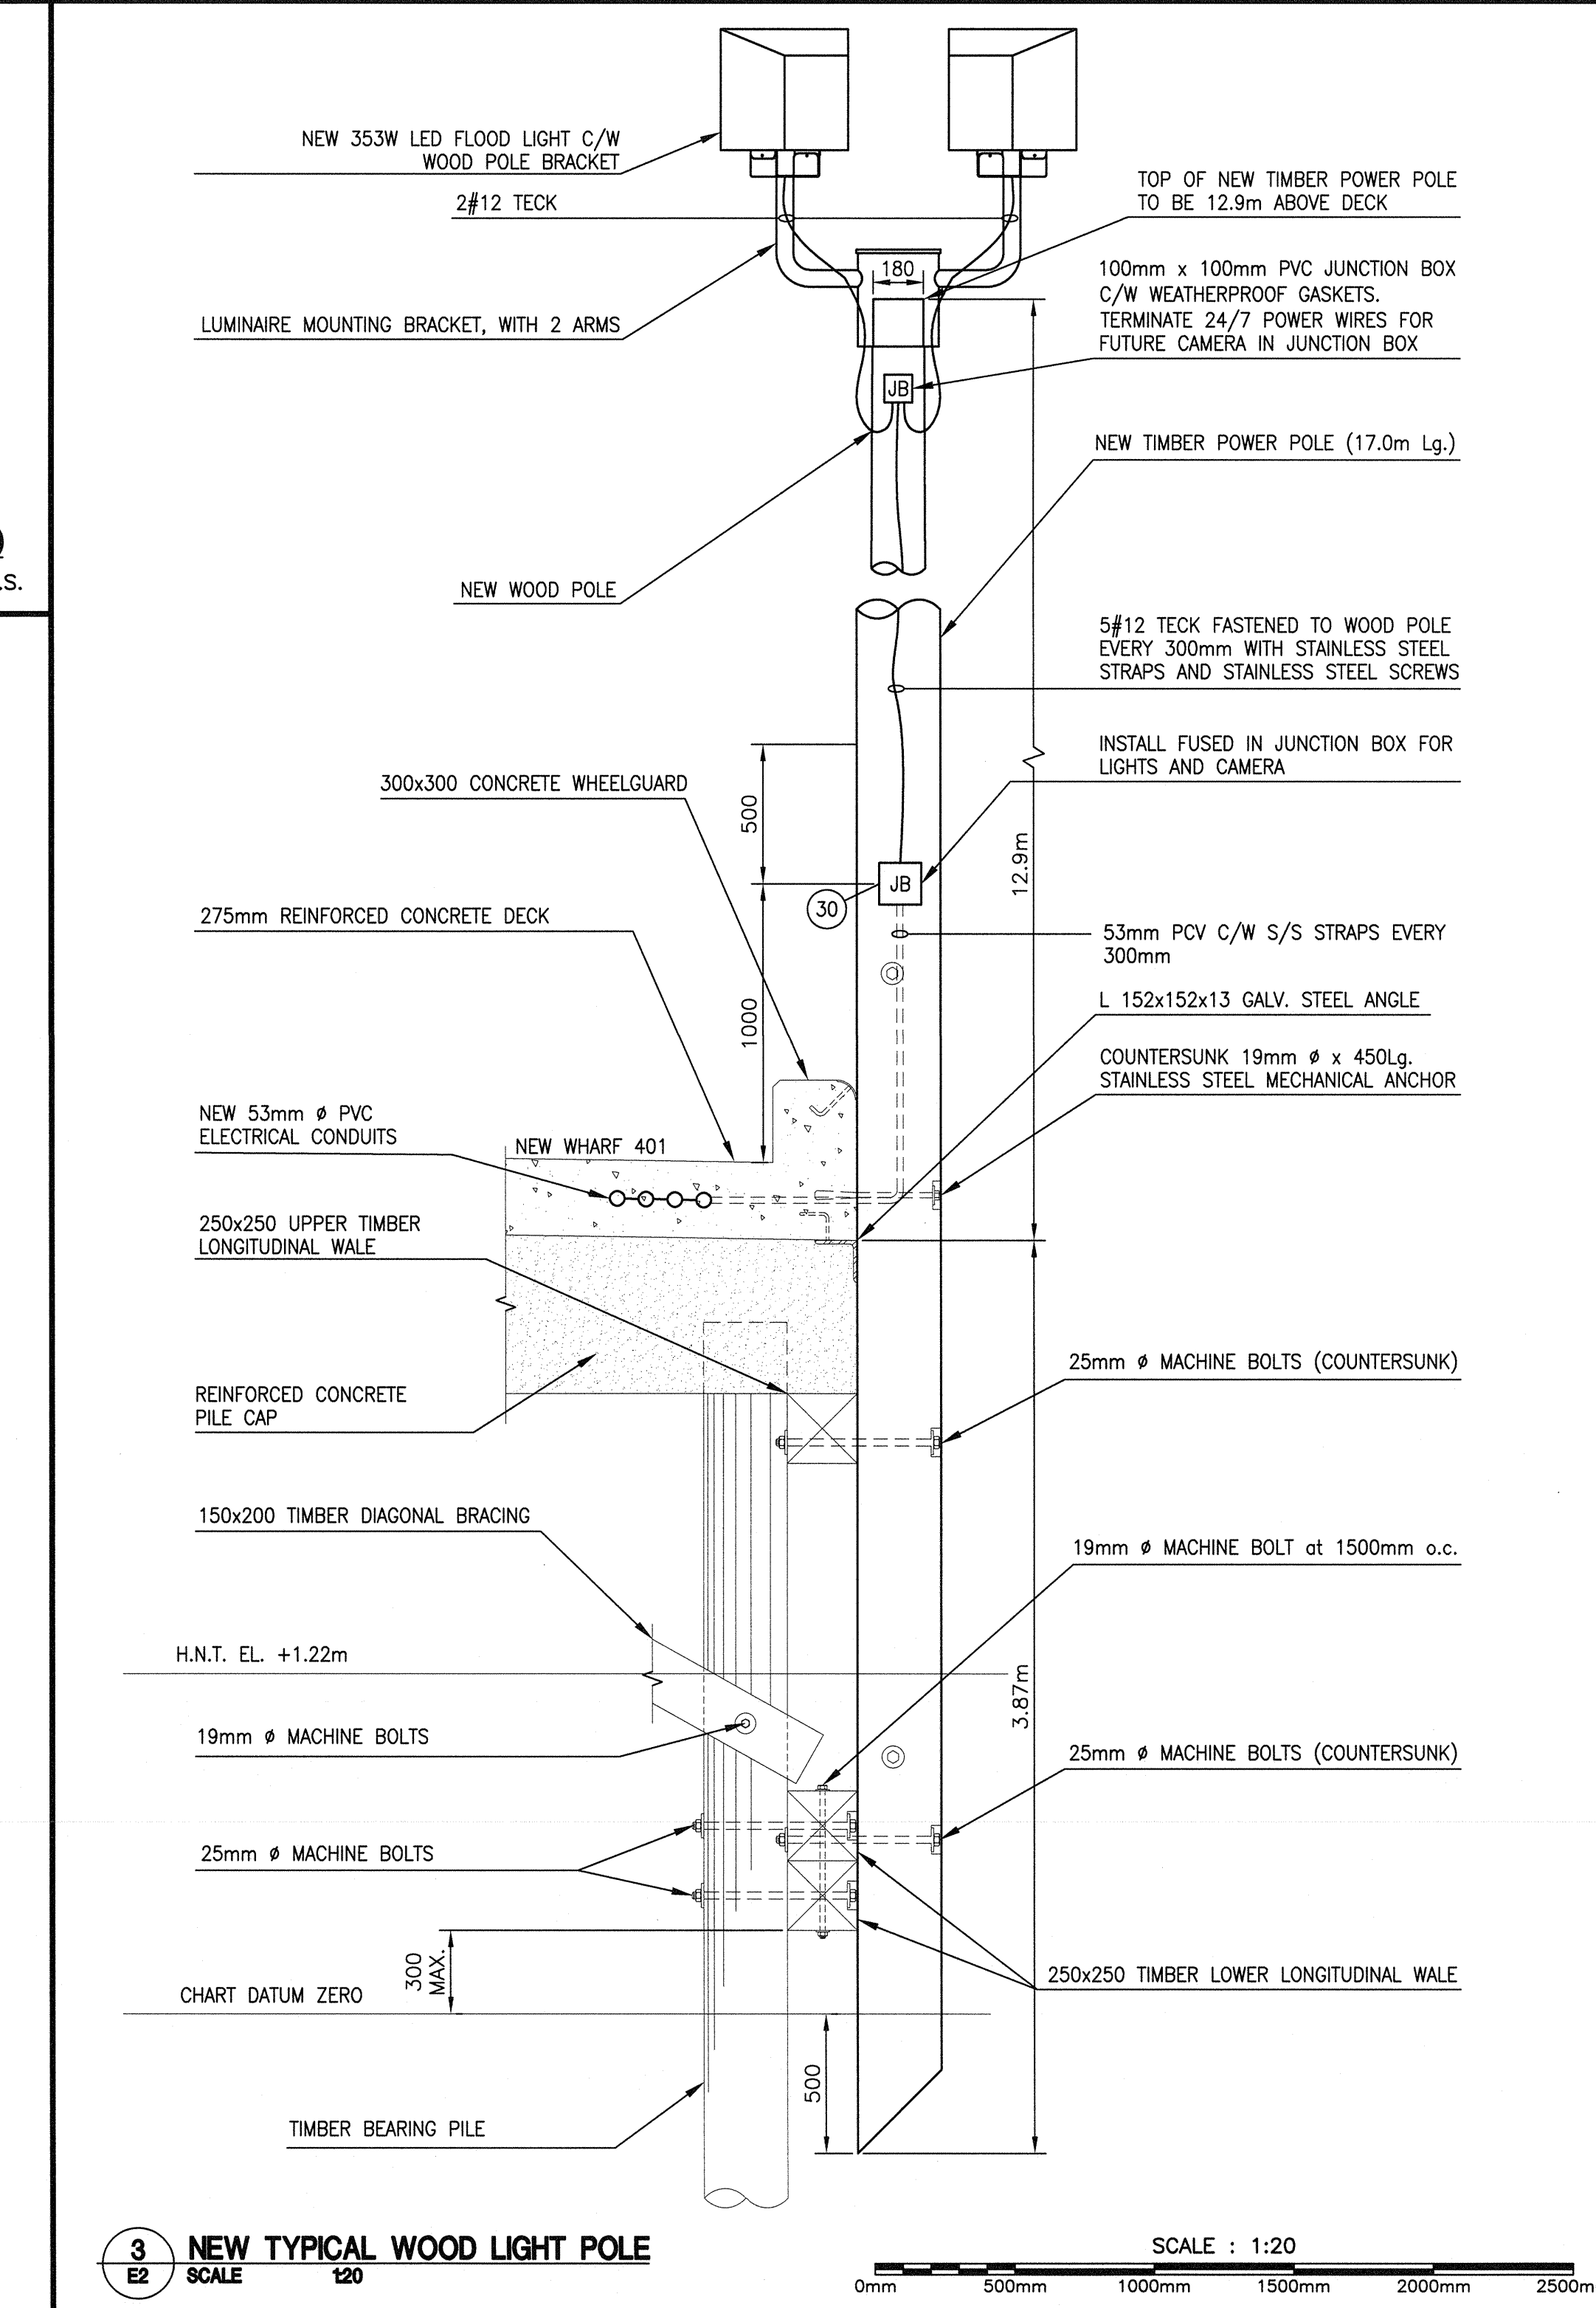 NEW 353W LED FLOOD LIGHT C/W
WOOD POLE BRACKET
2#12 TECK
LUMINAIRE MOUNTING BRACKET, WITH 2 ARMS
180
TOP OF NEW TIMBER POWER POLE
TO BE 12.9m ABOVE DECK
100mm x 100mm PVC JUNCTION BOX
C/W WEATHERPROOF GASKETS.
TERMINATE 24/7 POWER WIRES FOR
FUTURE CAMERA IN JUNCTION BOX
JB
NEW TIMBER POWER POLE (17.0m Lg.)
.S.
NEW WOOD POLE
5#12 TECK FASTENED TO WOOD POLE
EVERY 300mm WITH STAINLESS STEEL
STRAPS AND STAINLESS STEEL SCREWS
INSTALL FUSED IN JUNCTION BOX FOR
LIGHTS AND CAMERA
300x300 CONCRETE WHEELGUARD
500
12.9m
JB
30
275mm REINFORCED CONCRETE DECK
53mm PCV C/W S/S STRAPS EVERY
300mm
1000
L 152x152x13 GALV. STEEL ANGLE
COUNTERSUNK 19mm ø x 450Lg.
STAINLESS STEEL MECHANICAL ANCHOR
NEW 53mm ø PVC
ELECTRICAL CONDUITS
NEW WHARF 401
250x250 UPPER TIMBER
LONGITUDINAL WALE
25mm ø MACHINE BOLTS (COUNTERSUNK)
REINFORCED CONCRETE
PILE CAP
150x200 TIMBER DIAGONAL BRACING
19mm ø MACHINE BOLT at 1500mm o.c.
H.N.T. EL. +1.22m
3.87m
19mm ø MACHINE BOLTS
25mm ø MACHINE BOLTS (COUNTERSUNK)
25mm ø MACHINE BOLTS
300
MAX.
250x250 TIMBER LOWER LONGITUDINAL WALE
CHART DATUM ZERO
500
TIMBER BEARING PILE
3
E2
NEW TYPICAL WOOD LIGHT POLE
SCALE 1:20
SCALE : 1:20
0mm 500mm 1000mm 1500mm 2000mm 2500m